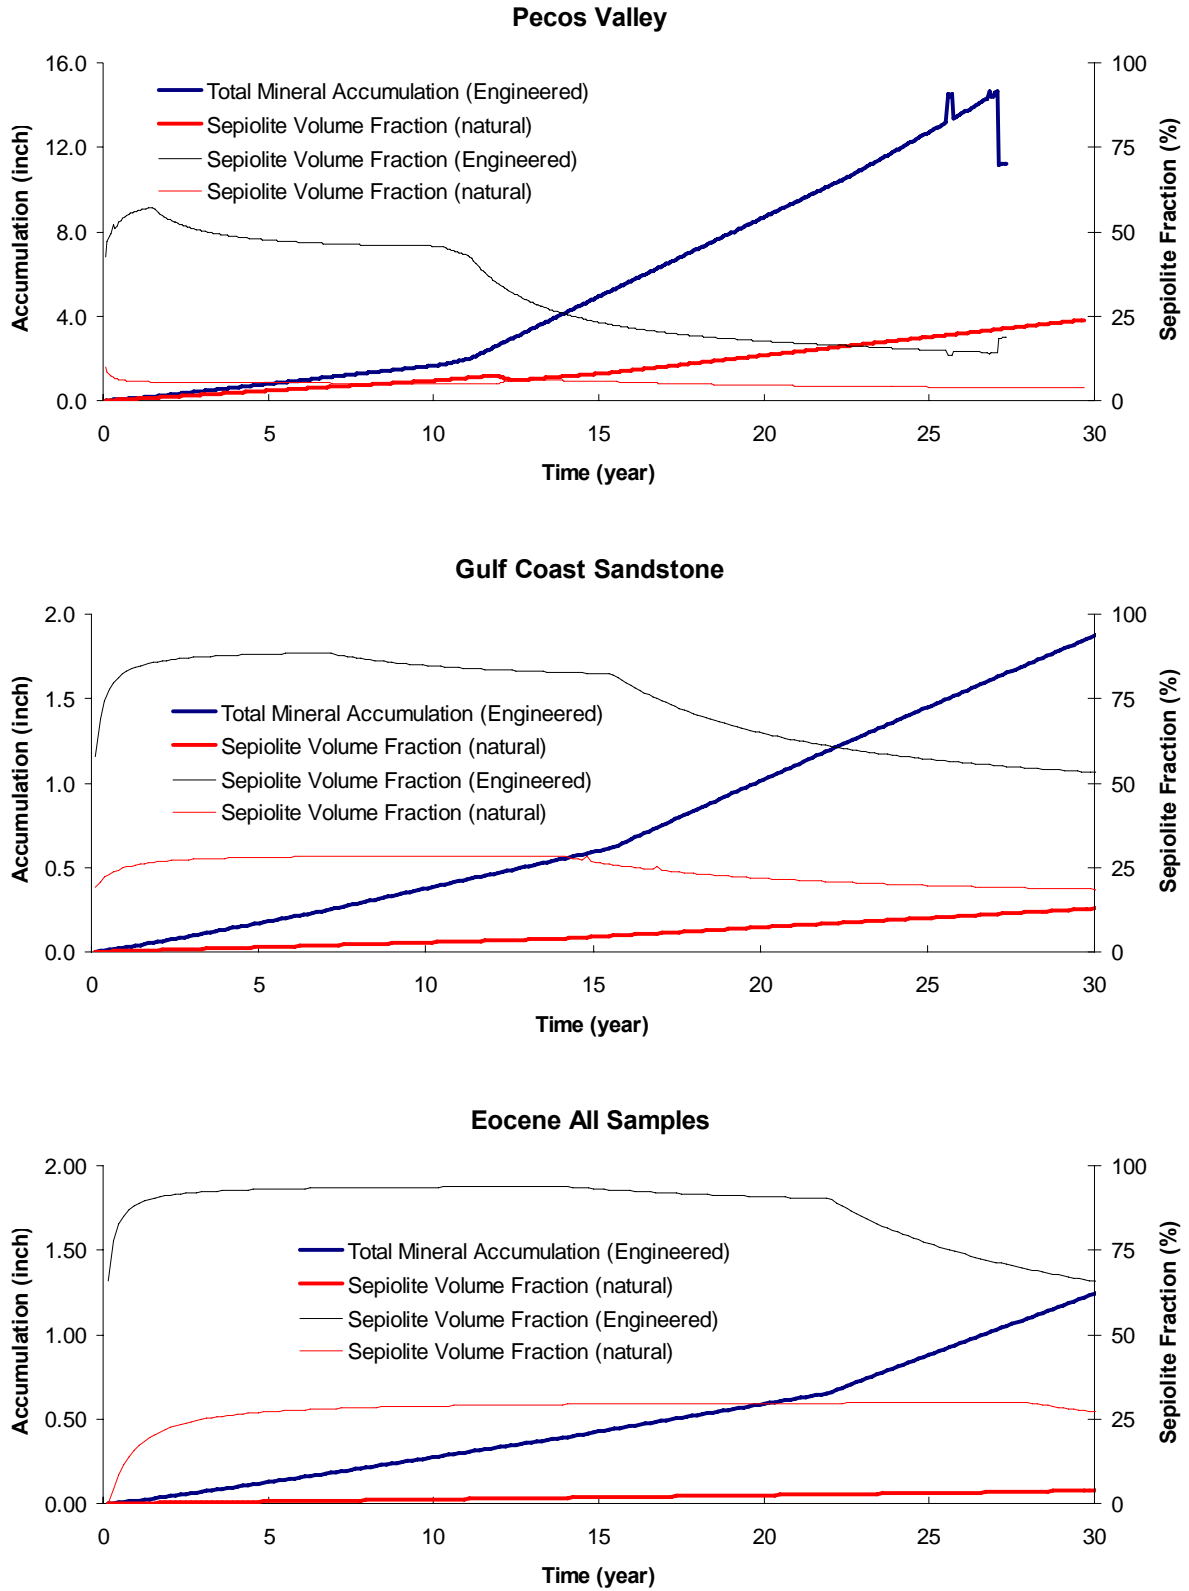 Pecos Valley
16.0
12.0
8.0
4.0
0.0
Accumulation (inch)
Total Mineral Accumulation (Engineered)
Sepiolite Volume Fraction (natural)
Sepiolite Volume Fraction (Engineered)
Sepiolite Volume Fraction (natural)
100
75
50
25
0
Sepiolite Fraction (%)
0 5 10 15 20 25 30
Time (year)
Gulf Coast Sandstone
2.0
1.5
1.0
0.5
0.0
Accumulation (inch)
Total Mineral Accumulation (Engineered)
Sepiolite Volume Fraction (natural)
Sepiolite Volume Fraction (Engineered)
Sepiolite Volume Fraction (natural)
100
75
50
25
0
Sepiolite Fraction (%)
0 5 10 15 20 25 30
Time (year)
Eocene All Samples
2.00
1.50
1.00
0.50
0.00
Accumulation (inch)
Total Mineral Accumulation (Engineered)
Sepiolite Volume Fraction (natural)
Sepiolite Volume Fraction (Engineered)
Sepiolite Volume Fraction (natural)
100
75
50
25
0
Sepiolite Fraction (%)
0 5 10 15 20 25 30
Time (year)